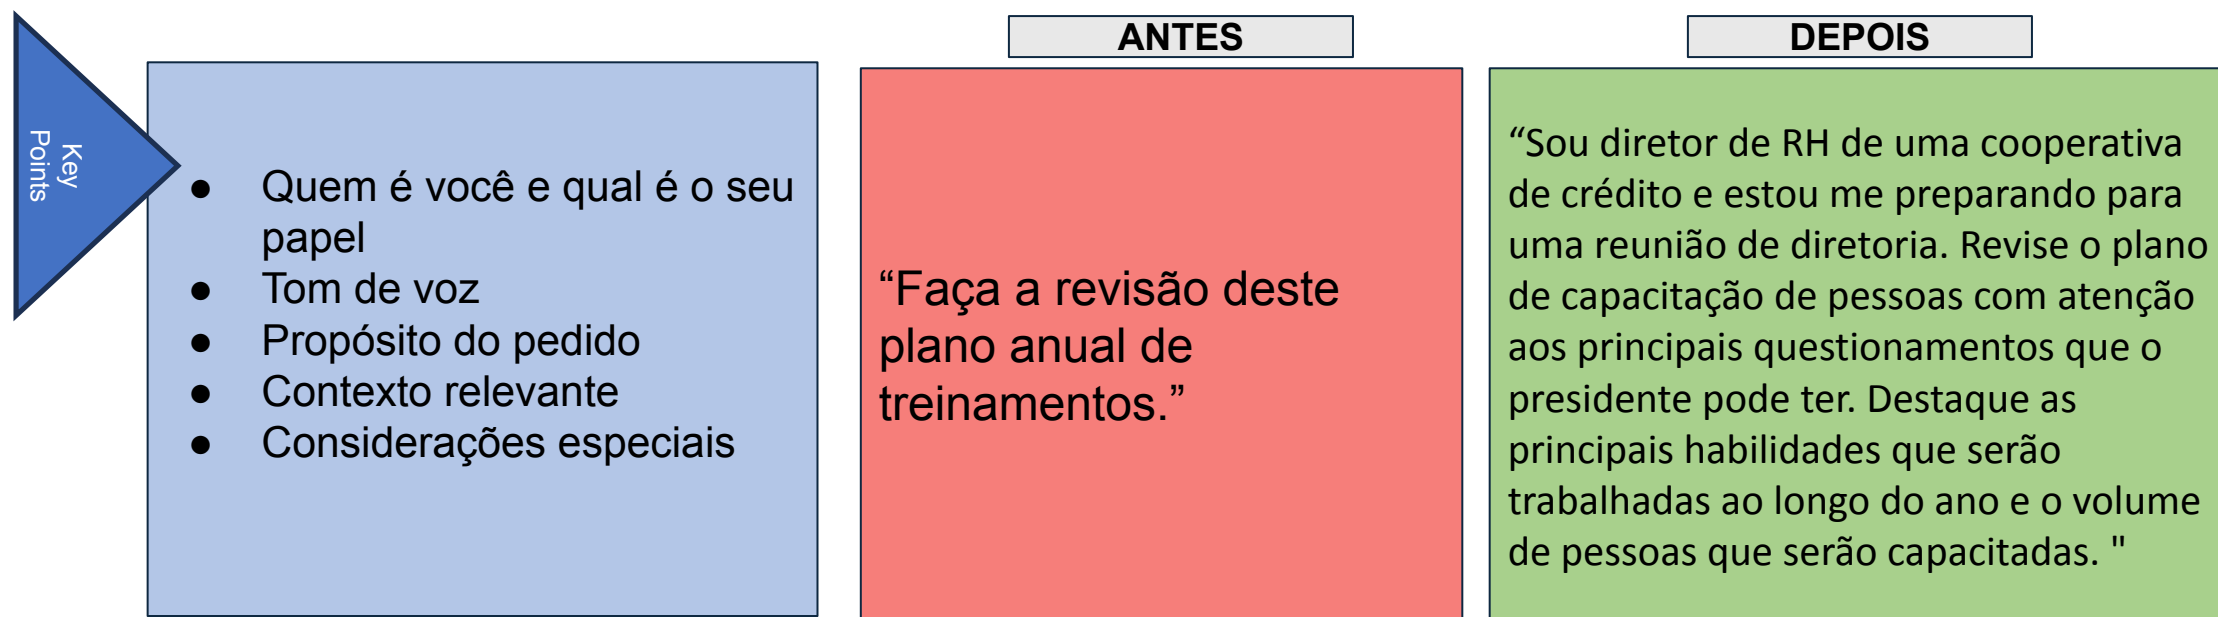 Key
Points
● Quem é você e qual é o seu
papel
● Tom de voz
● Propósito do pedido
● Contexto relevante
● Considerações especiais
ANTES
“Faça a revisão deste
plano anual de
treinamentos.”
DEPOIS
“Sou diretor de RH de uma cooperativa
de crédito e estou me preparando para
uma reunião de diretoria. Revise o plano
de capacitação de pessoas com atenção
aos principais questionamentos que o
presidente pode ter. Destaque as
principais habilidades que serão
trabalhadas ao longo do ano e o volume
de pessoas que serão capacitadas. "